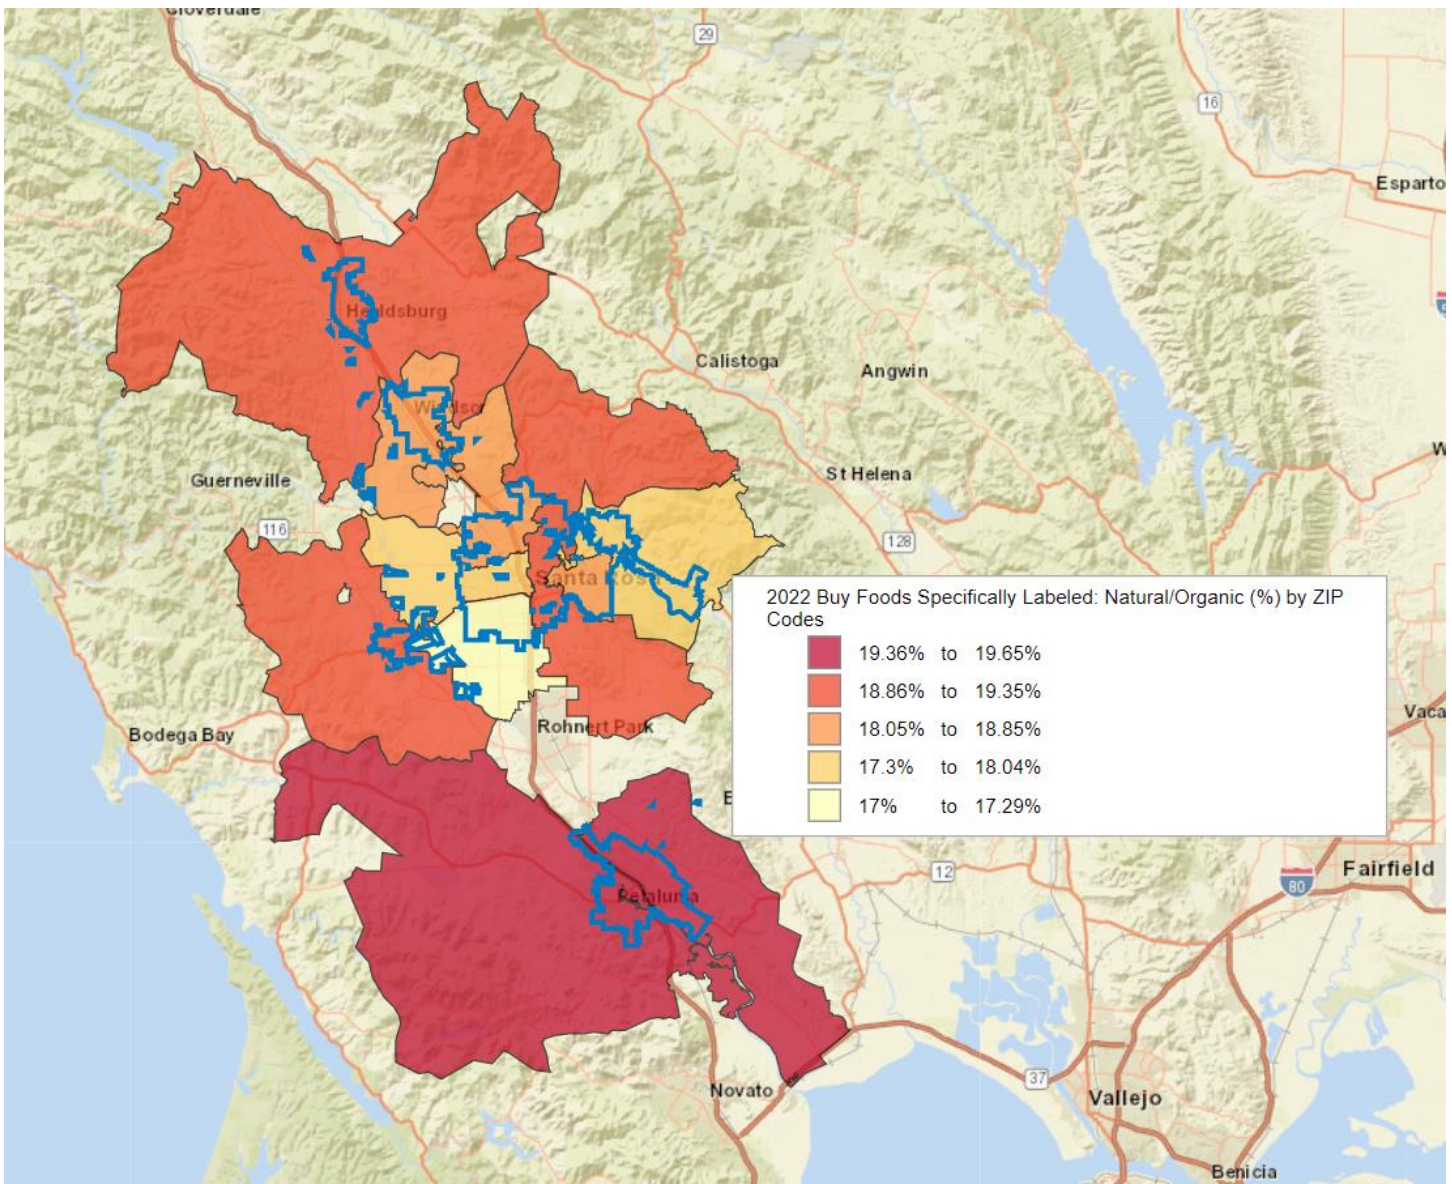 Cloverdale
29
16
Esparto
Healdsburg
Calistoga
Angwin
Windsor
Guerneville
St Helena
116
128
Santa Rosa
2022 Buy Foods Specifically Labeled: Natural/Organic (%) by ZIP
Codes
19.36% to 19.65%
18.86% to 19.35%
18.05% to 18.85%
17.3% to 18.04%
17% to 17.29%
Bodega Bay
Rohnert Park
Vaca
12
80
Fairfield
Petaluma
37
Novato
Vallejo
Benicia